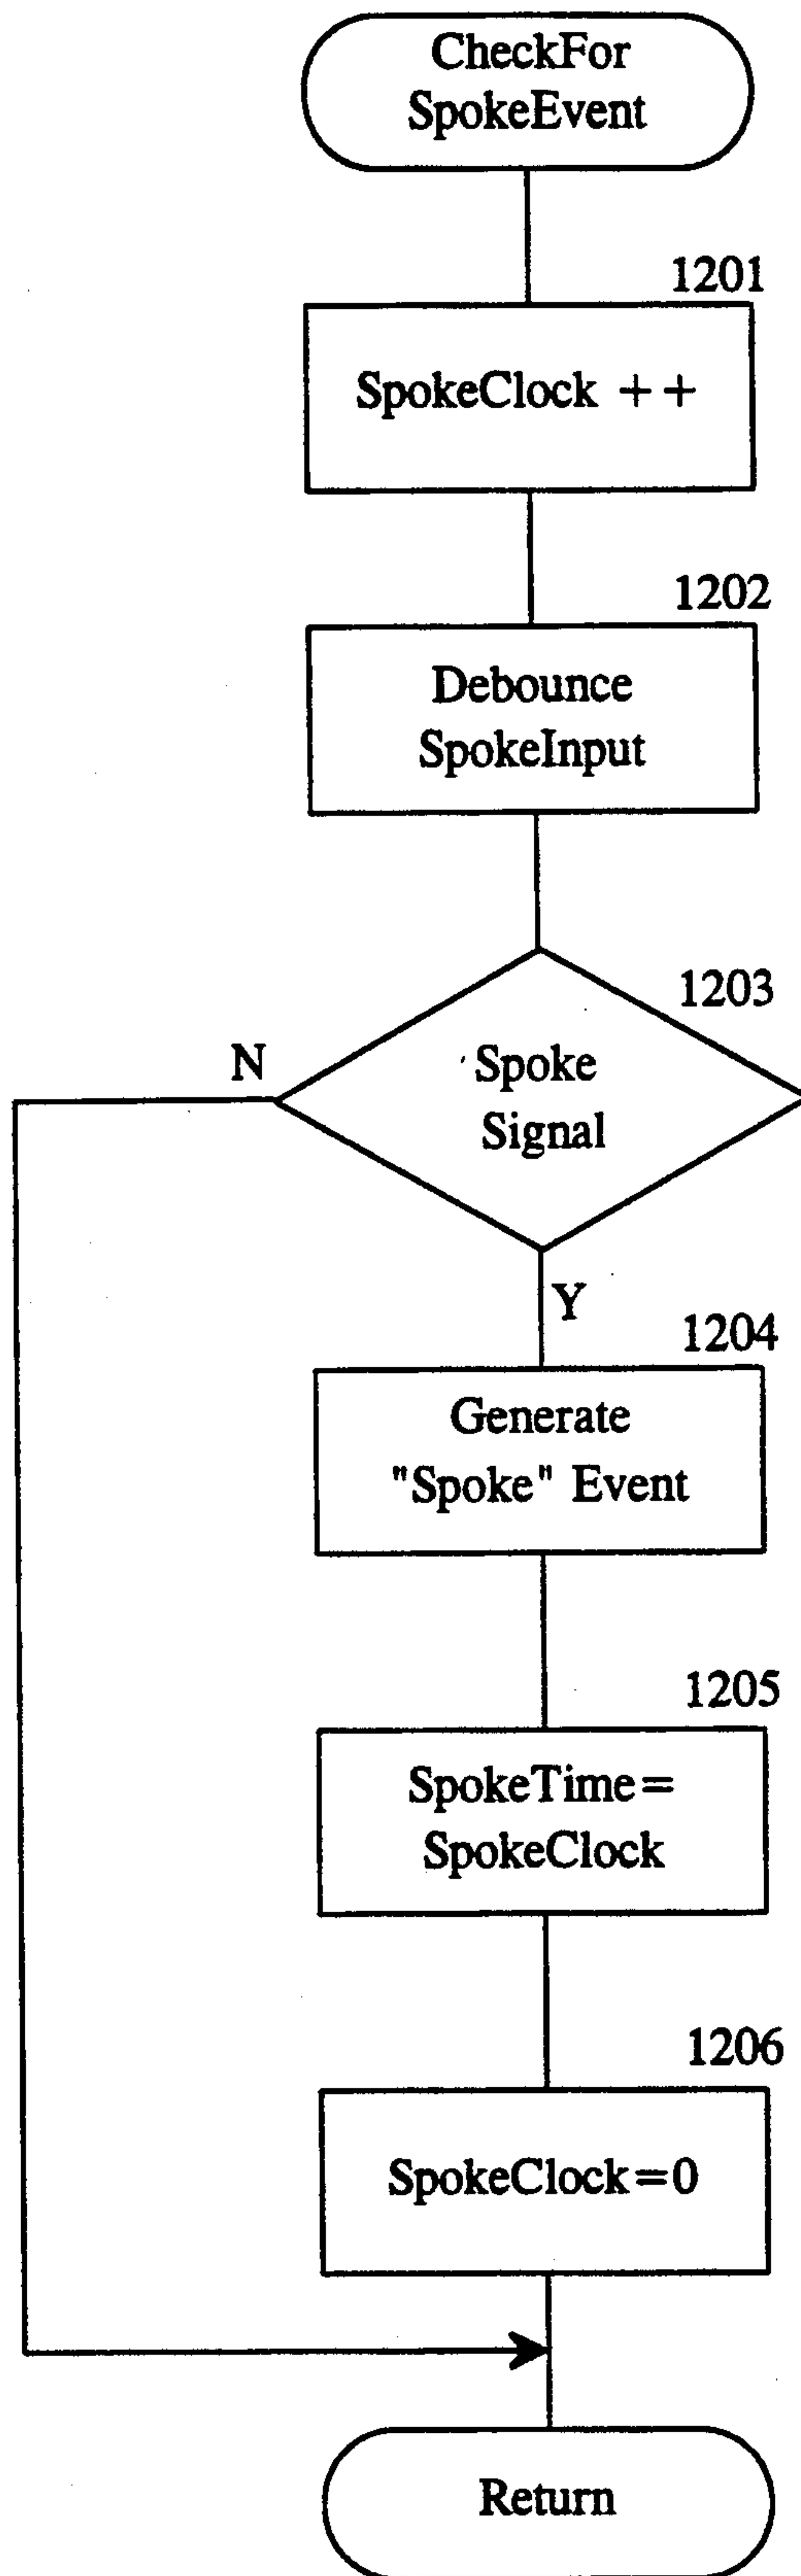 CheckFor
SpokeEvent
1201
SpokeClock ++
1202
Debounce
SpokeInput
1203
N
Spoke
Signal
Y
1204
Generate
"Spoke" Event
1205
SpokeTime=
SpokeClock
1206
SpokeClock=0
Return